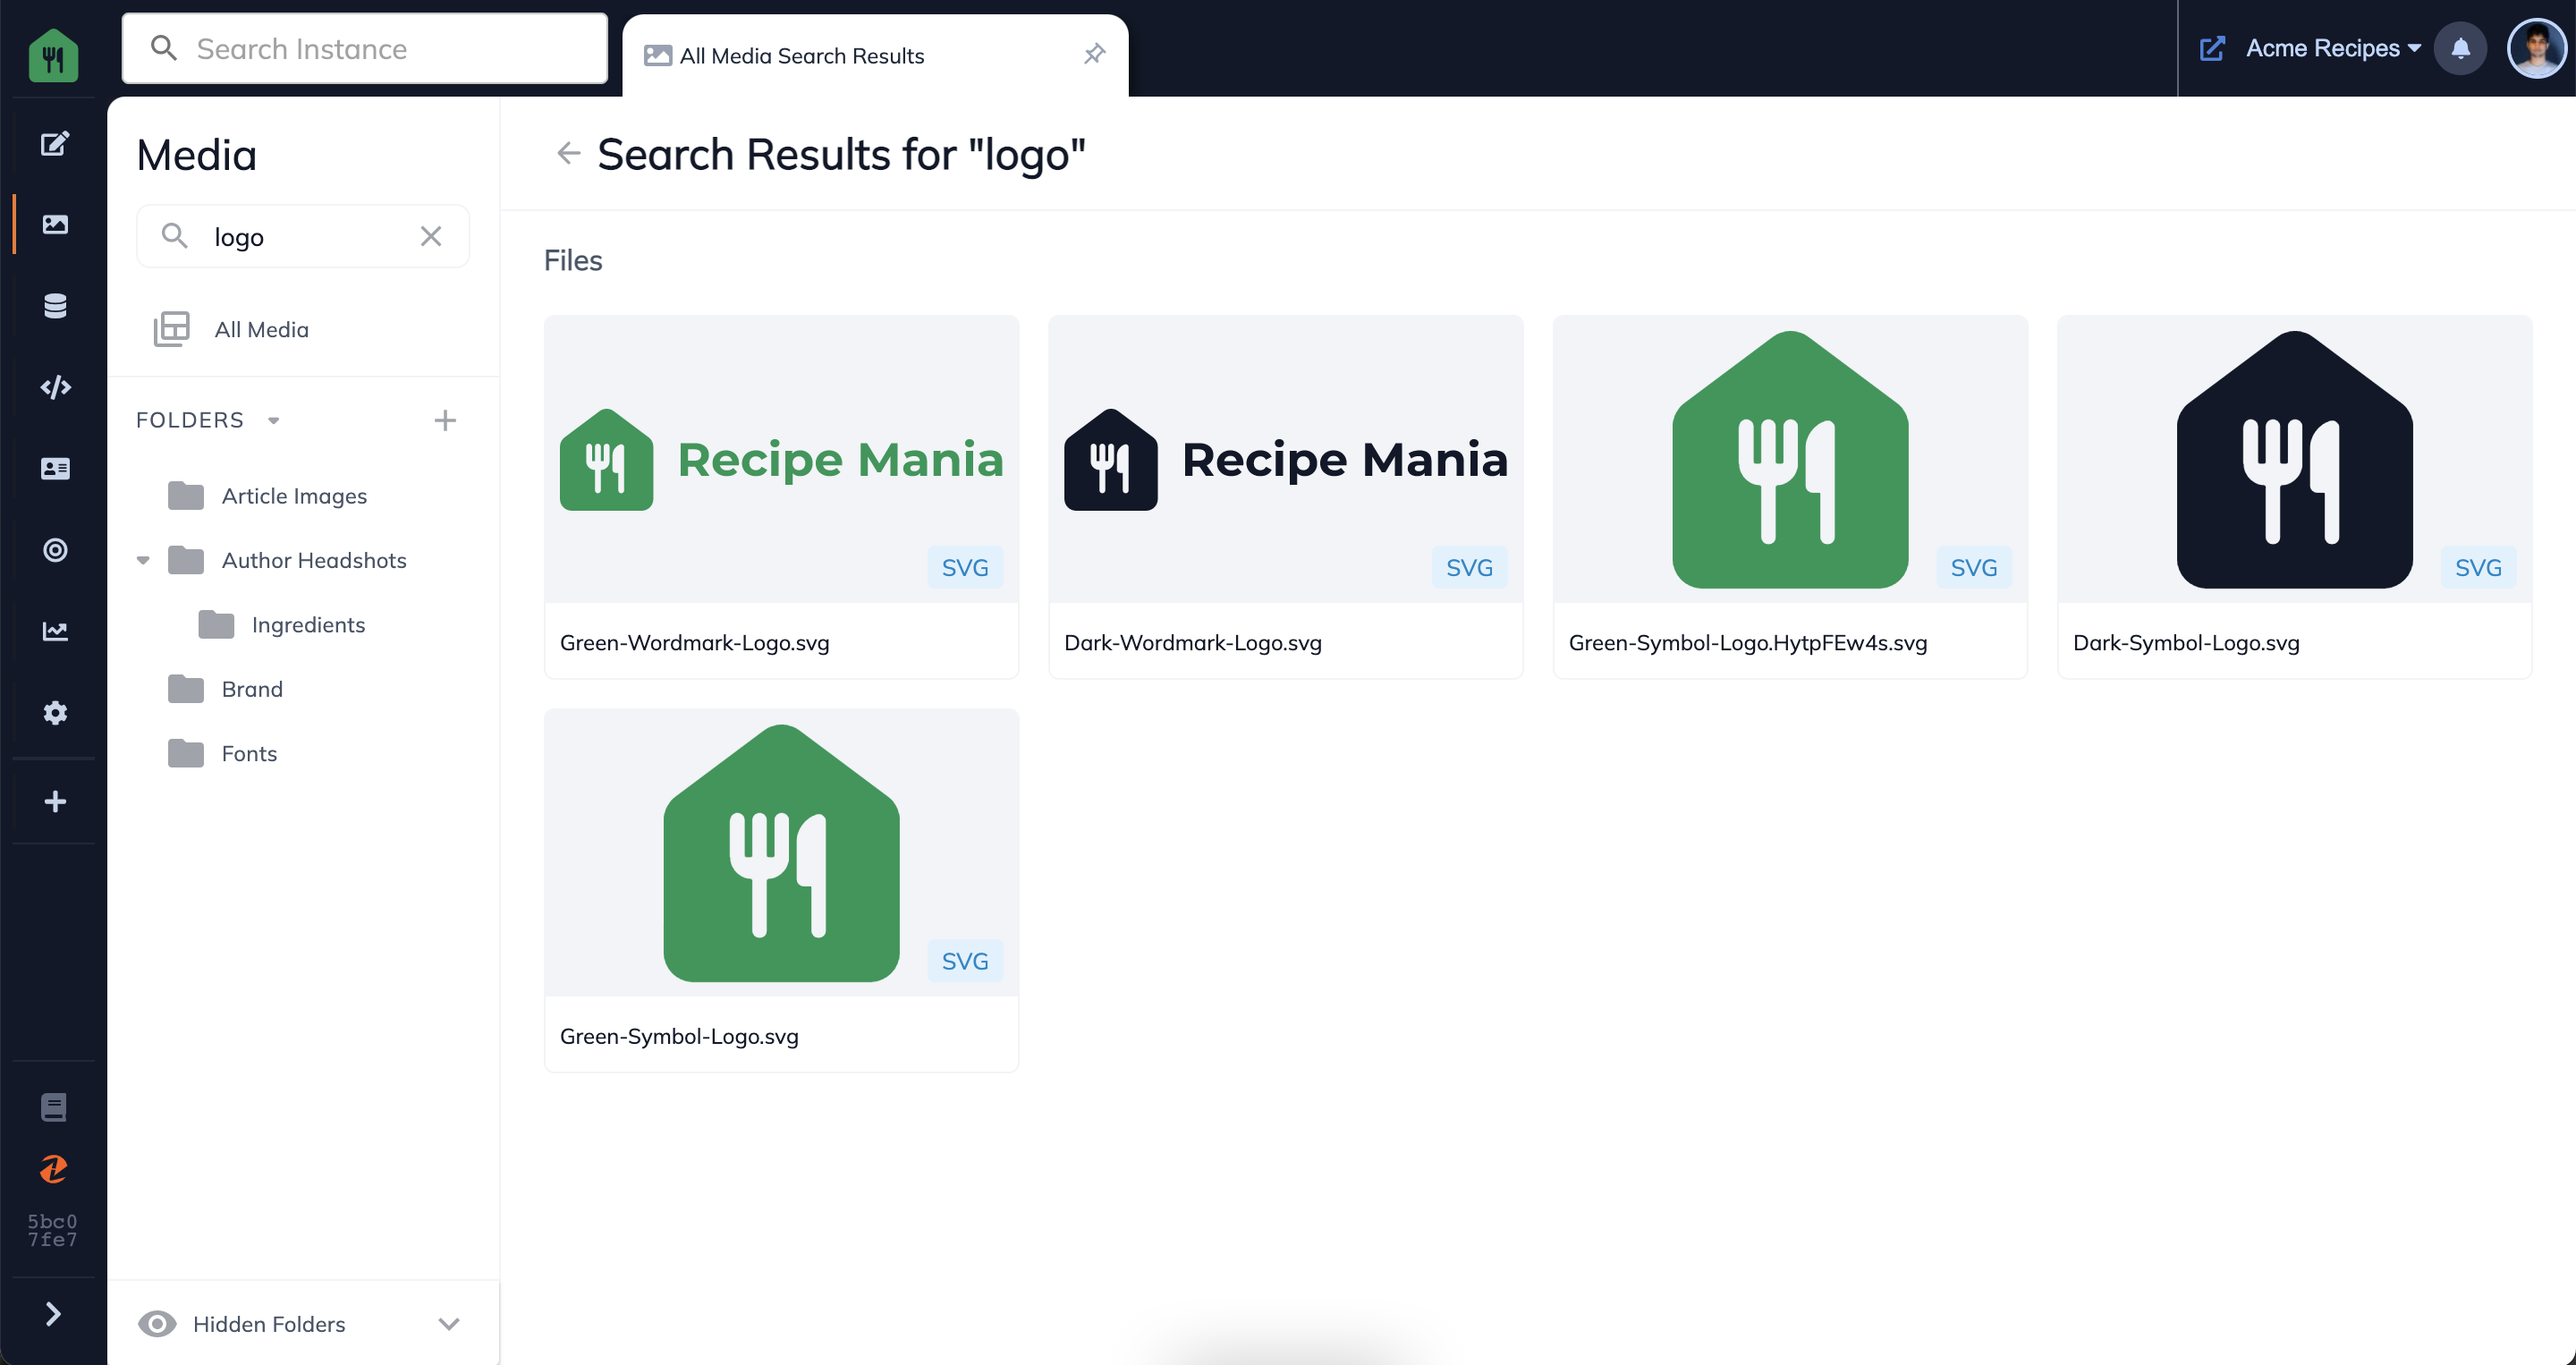 Search Instance
All Media Search Results
Acme Recipes
Media
logo
All Media
FOLDERS
Article Images
Author Headshots
Ingredients
Brand
Fonts
5bc0
7fe7
Hidden Folders
Search Results for "logo"
Files
Recipe Mania
SVG
Green-Wordmark-Logo.svg
Recipe Mania
SVG
Dark-Wordmark-Logo.svg
SVG
Green-Symbol-Logo.HytpFEw4s.svg
SVG
Dark-Symbol-Logo.svg
SVG
Green-Symbol-Logo.svg